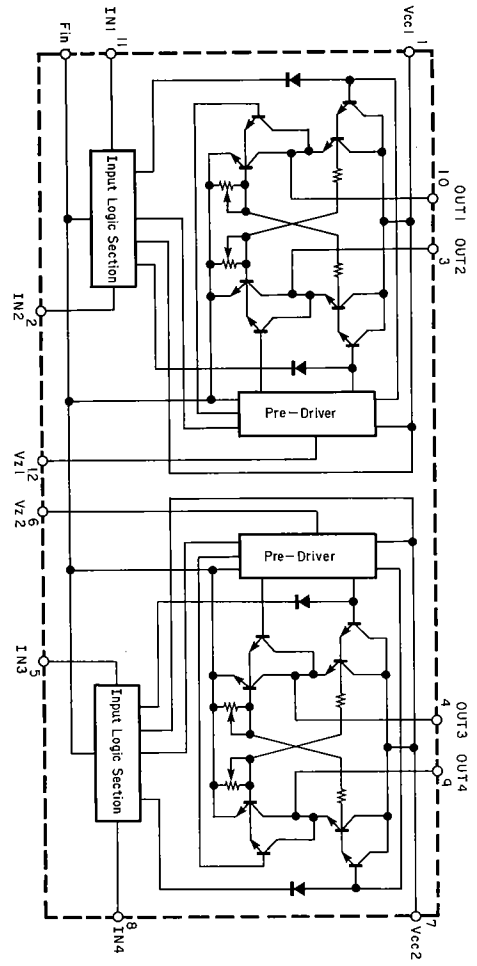 Vcc1
1
OUT1
10
OUT2
3
IN1
11
Fin
Input Logic Section
IN2
2
Pre-Driver
Vz1
12
Vz2
6
Pre-Driver
IN3
5
Input Logic Section
OUT3
4
OUT4
9
IN4
8
Vcc2
7